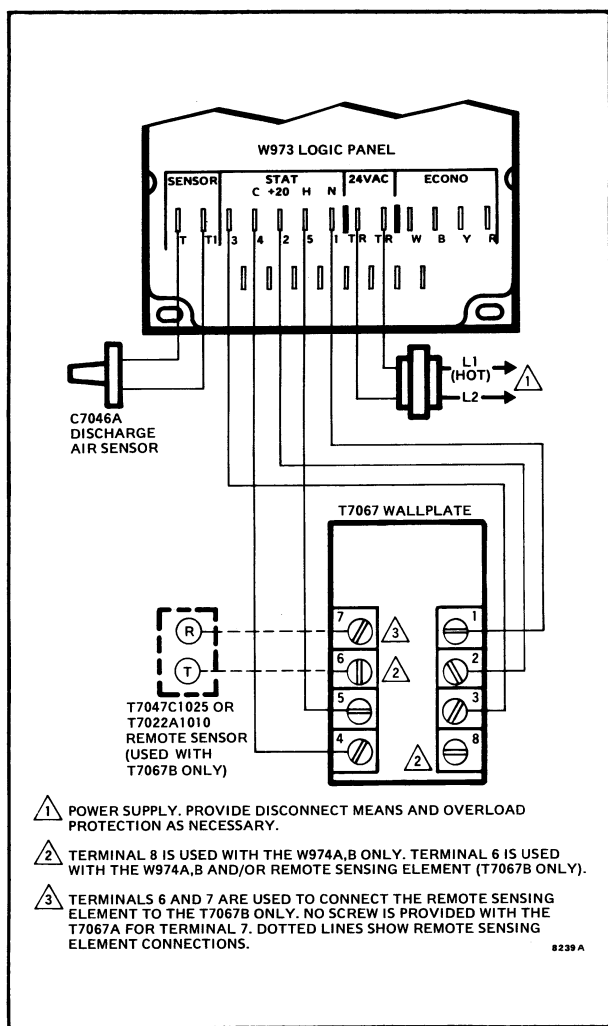 W973 LOGIC PANEL
SENSOR STAT 24VAC ECONO
C +20 H N
T T1 3 4 2 5 1 TR TR W B Y R
L1
(HOT)
L2
1
C7046A
DISCHARGE
AIR SENSOR
T7067 WALLPLATE
R 7 3 1
T 6 2 2
5 3
4 2 8
T7047C1025 OR
T7022A1010
REMOTE SENSOR
(USED WITH
T7067B ONLY)
1 POWER SUPPLY. PROVIDE DISCONNECT MEANS AND OVERLOAD
PROTECTION AS NECESSARY.
2 TERMINAL 8 IS USED WITH THE W974A,B ONLY. TERMINAL 6 IS USED
WITH THE W974A,B AND/OR REMOTE SENSING ELEMENT (T7067B ONLY).
3 TERMINALS 6 AND 7 ARE USED TO CONNECT THE REMOTE SENSING
ELEMENT TO THE T7067B ONLY. NO SCREW IS PROVIDED WITH THE
T7067A FOR TERMINAL 7. DOTTED LINES SHOW REMOTE SENSING
ELEMENT CONNECTIONS.
8239A